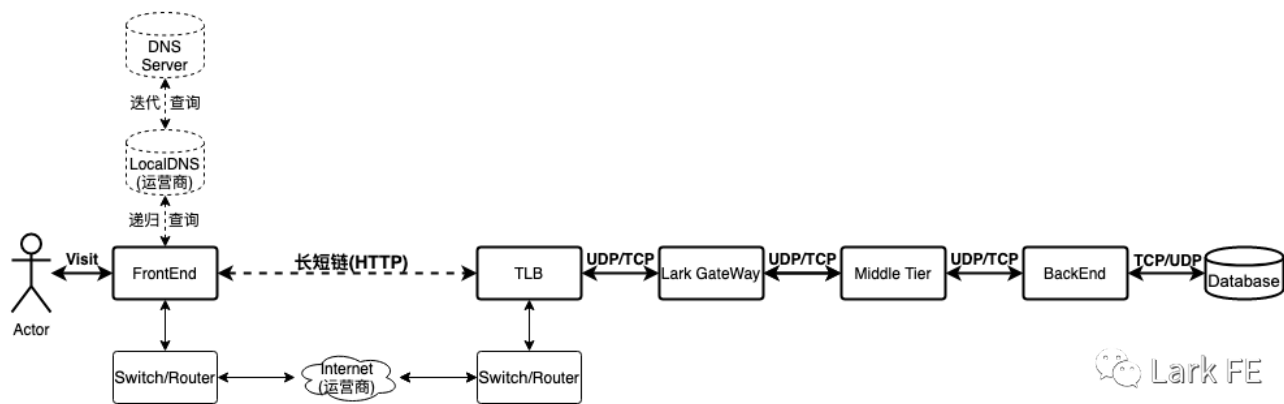 DNS
Server
迭代 查询
LocalDNS
(运营商)
递归 查询
Visit
FrontEnd
长短链(HTTP)
TLB
UDP/TCP
Lark GateWay
UDP/TCP
Middle Tier
UDP/TCP
BackEnd
TCP/UDP
Database
Actor
Switch/Router
Internet
(运营商)
Switch/Router
Lark FE